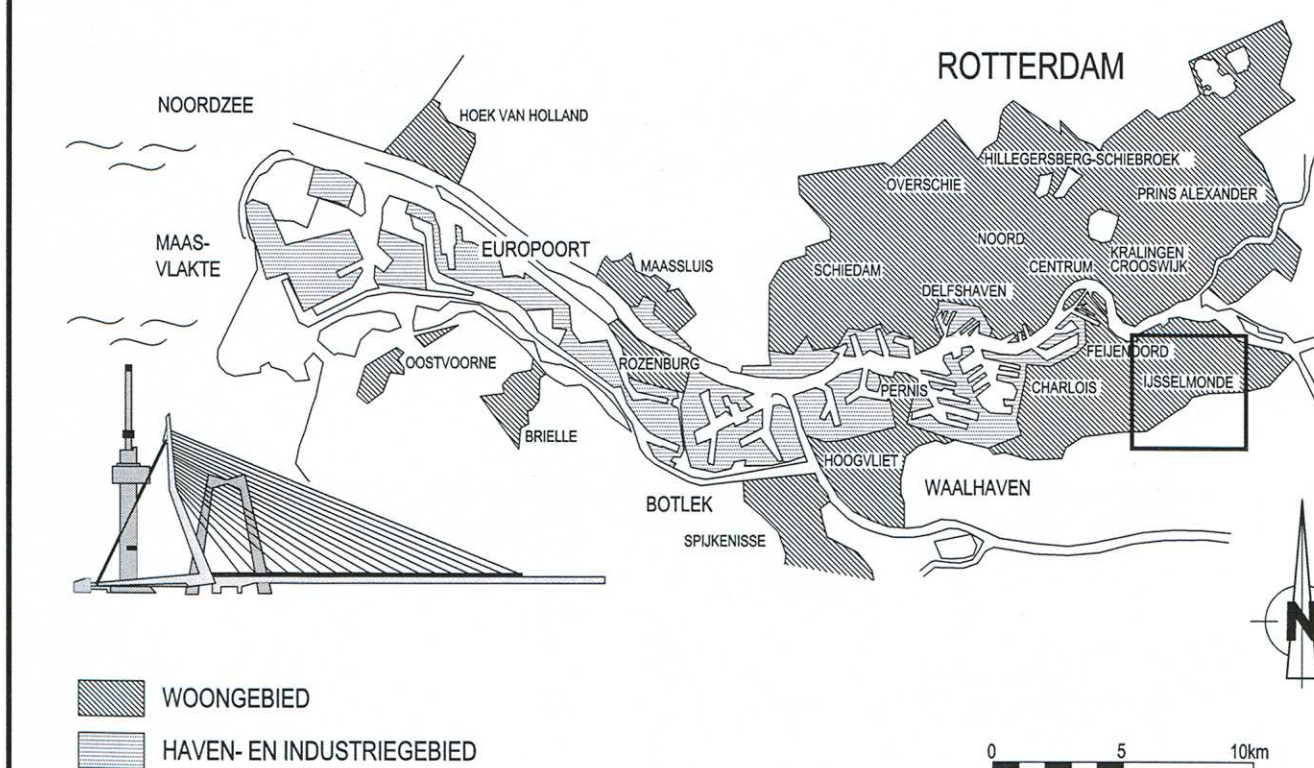 ROTTERDAM
NOORDZEE
HOEK VAN HOLLAND
HILLEGERSBERG-SCHIEBROEK
OVERSCHIE
PRINS ALEXANDER
MAAS-
VLAKTE
EUROPOORT
NOORD
KRALINGEN
CROOSWIJK
MAASSLUIS
SCHIEDAM
CENTRUM
DELFSHAVEN
OOSTVOORNE
ROZENBURG
FEIJENOORD
PERNIS
CHARLOIS
IJSSELMONDE
BRIELLE
HOOGVLIET
WAALHAVEN
BOTLEK
SPIJKENISSE
N
WOONGEBIED
HAVEN- EN INDUSTRIEGEBIED
0 5 10km